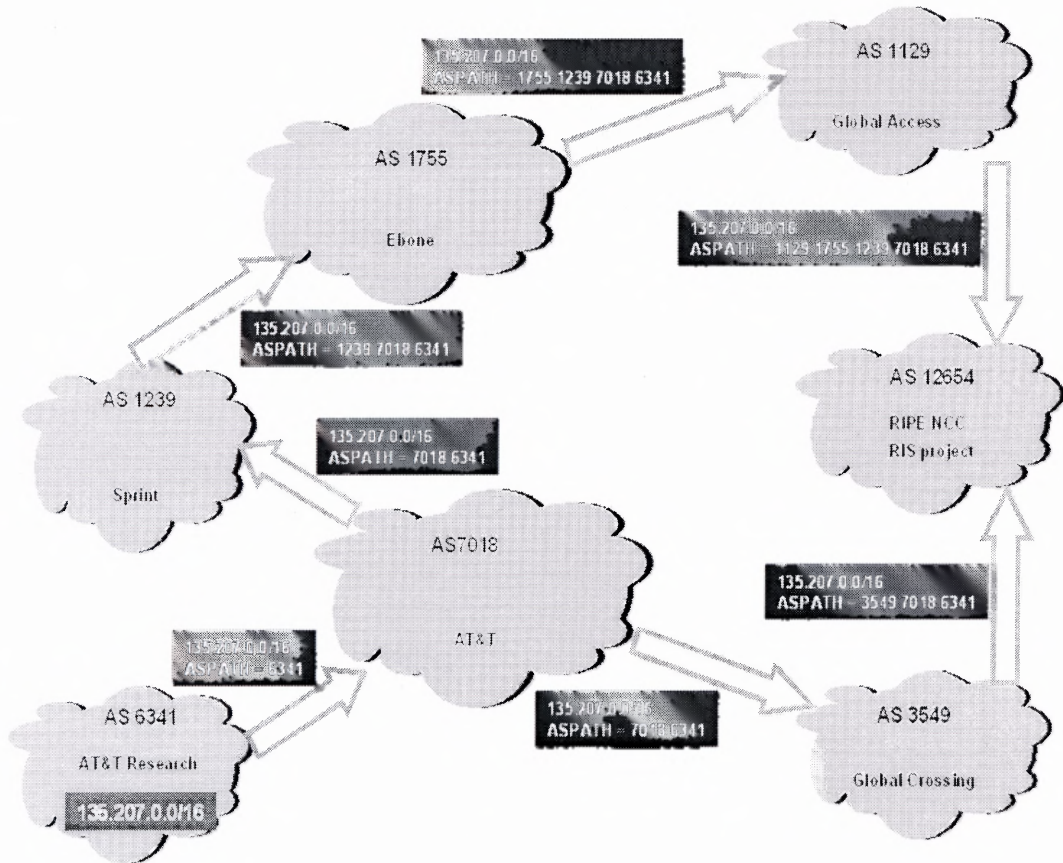 135.207.0.0/16
ASPATH = 1755 1239 7018 6341
AS 1129
Global Access
AS 1755
Ebone
135.207.0.0/16
ASPATH = 1129 1755 1239 7018 6341
135.207.0.0/16
ASPATH = 1239 7018 6341
AS 1239
Sprint
AS 12654
RIPE NCC
RIS project
135.207.0.0/16
ASPATH = 7018 6341
AS7018
AT&T
135.207.0.0/16
ASPATH = 3549 7018 6341
135.207.0.0/16
ASPATH = 6341
135.207.0.0/16
ASPATH = 7018 6341
AS 6341
AT&T Research
135.207.0.0/16
AS 3549
Global Crossing